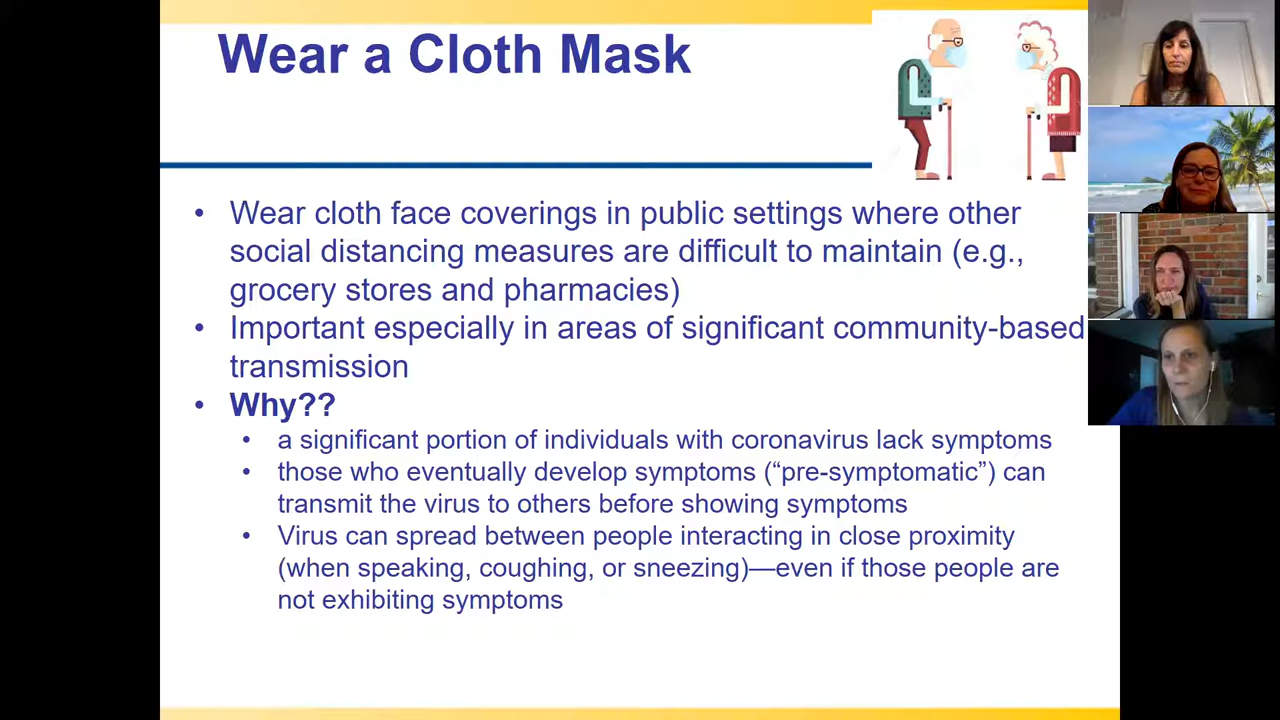 Wear a Cloth Mask
• Wear cloth face coverings in public settings where other
social distancing measures are difficult to maintain (e.g.,
grocery stores and pharmacies)
• Important especially in areas of significant community-based
transmission
• Why??
• a significant portion of individuals with coronavirus lack symptoms
• those who eventually develop symptoms (“pre-symptomatic”) can
transmit the virus to others before showing symptoms
• Virus can spread between people interacting in close proximity
(when speaking, coughing, or sneezing)—even if those people are
not exhibiting symptoms